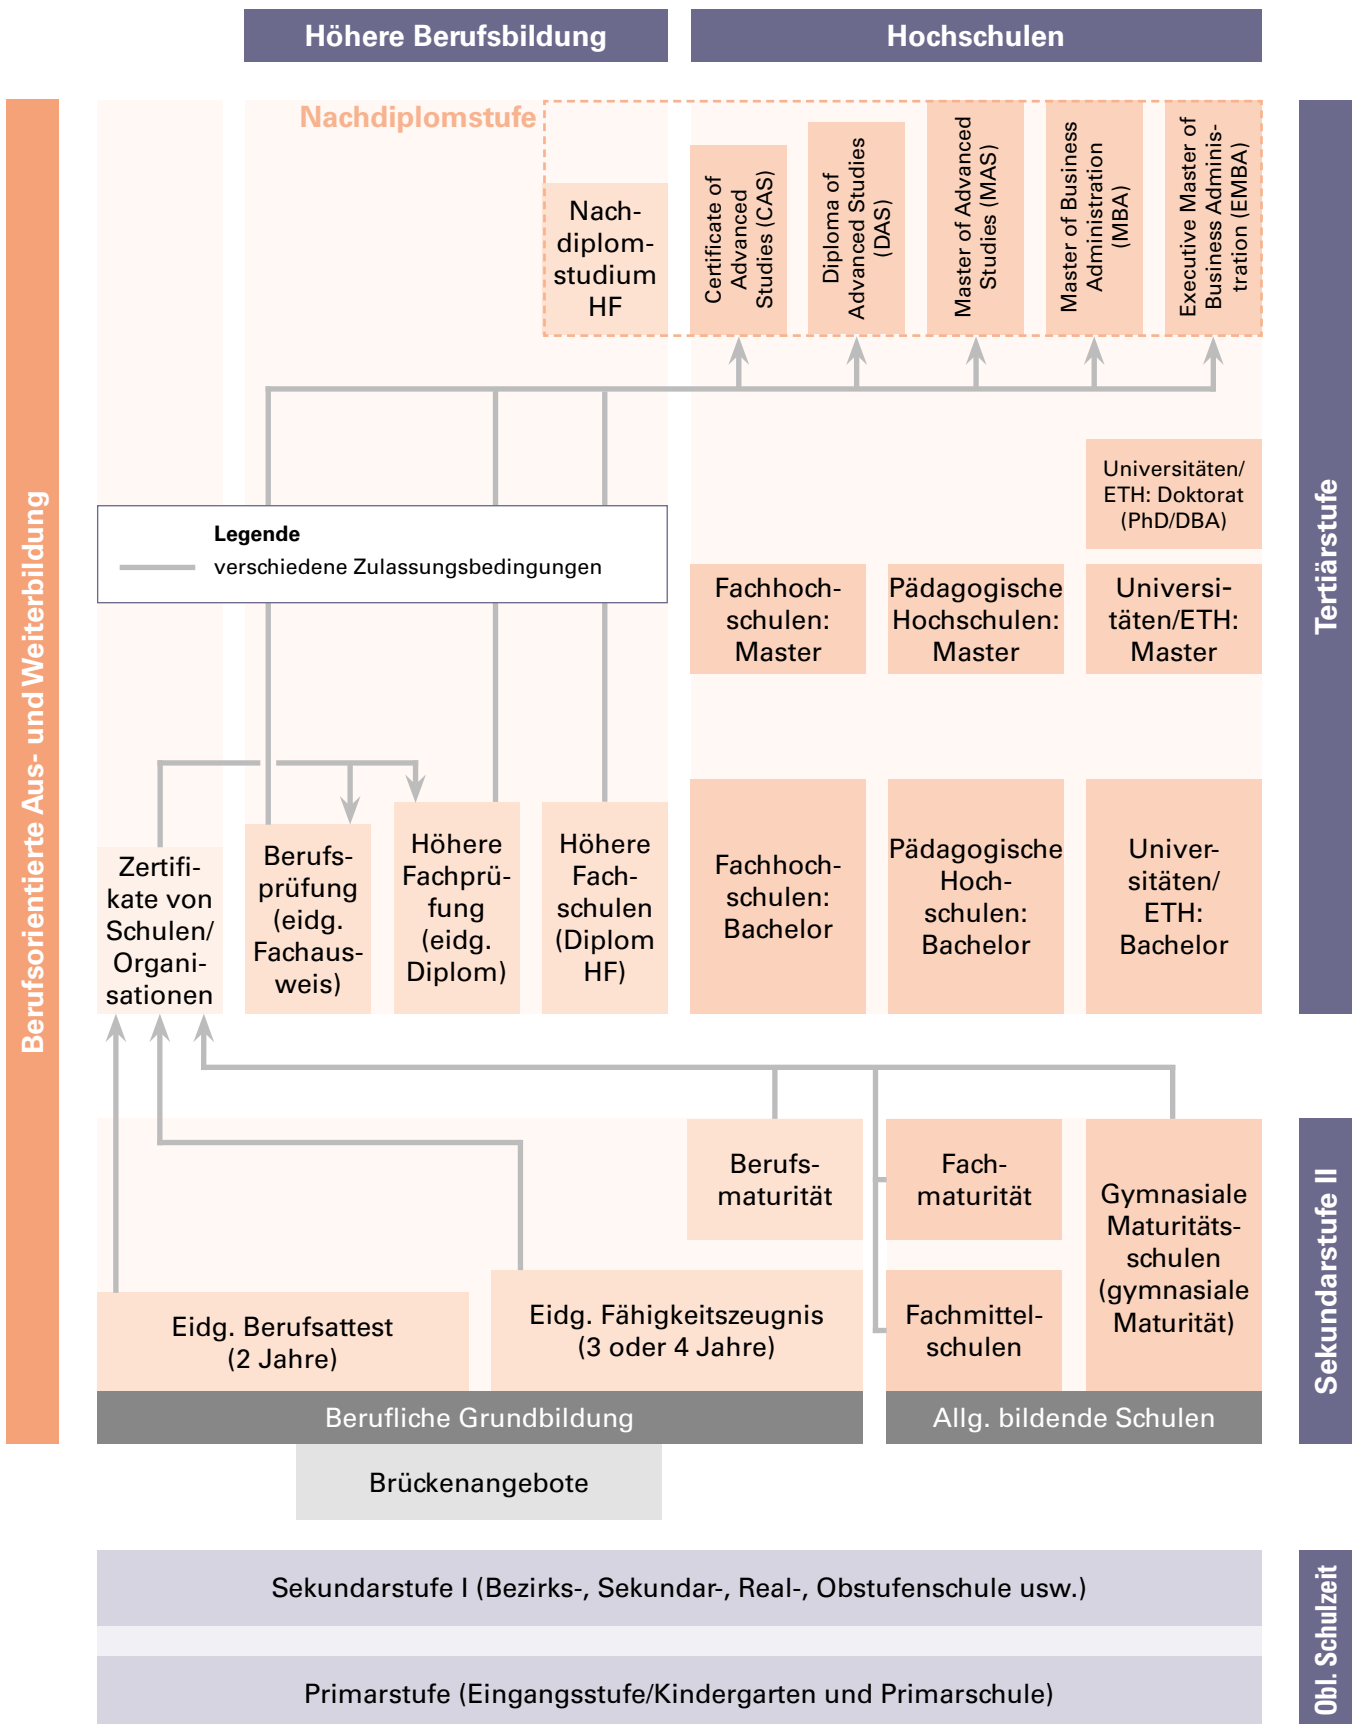 Höhere Berufsbildung
Hochschulen
Nachdiplomstufe
Nach-
diplom-
studium
HF
Certificate of
Advanced
Studies (CAS)
Diploma of
Advanced Studies
(DAS)
Master of Advanced
Studies (MAS)
Master of Business
Administration
(MBA)
Executive Master of
Business Adminis-
tration (EMBA)
Universitäten/
ETH: Doktorat
(PhD/DBA)
Legende
verschiedene Zulassungsbedingungen
Fachhoch-
schulen:
Master
Pädagogische
Hochschulen:
Master
Universi-
täten/ETH:
Master
Zertifi-
kate von
Schulen/
Organi-
sationen
Berufs-
prüfung
(eidg.
Fachaus-
weis)
Höhere
Fachprü-
fung
(eidg.
Diplom)
Höhere
Fach-
schulen
(Diplom
HF)
Fachhoch-
schulen:
Bachelor
Pädagogische
Hoch-
schulen:
Bachelor
Univer-
sitäten/
ETH:
Bachelor
Berufs-
maturität
Fach-
maturität
Gymnasiale
Maturitäts-
schulen
(gymnasiale
Maturität)
Eidg. Berufsattest
(2 Jahre)
Eidg. Fähigkeitszeugnis
(3 oder 4 Jahre)
Fachmittel-
schulen
Berufliche Grundbildung
Allg. bildende Schulen
Brückenangebote
Sekundarstufe I (Bezirks-, Sekundar-, Real-, Obstufenschule usw.)
Primarstufe (Eingangsstufe/Kindergarten und Primarschule)
Berufsorientierte Aus- und Weiterbildung
Tertiärstufe
Sekundarstufe II
Obl. Schulzeit